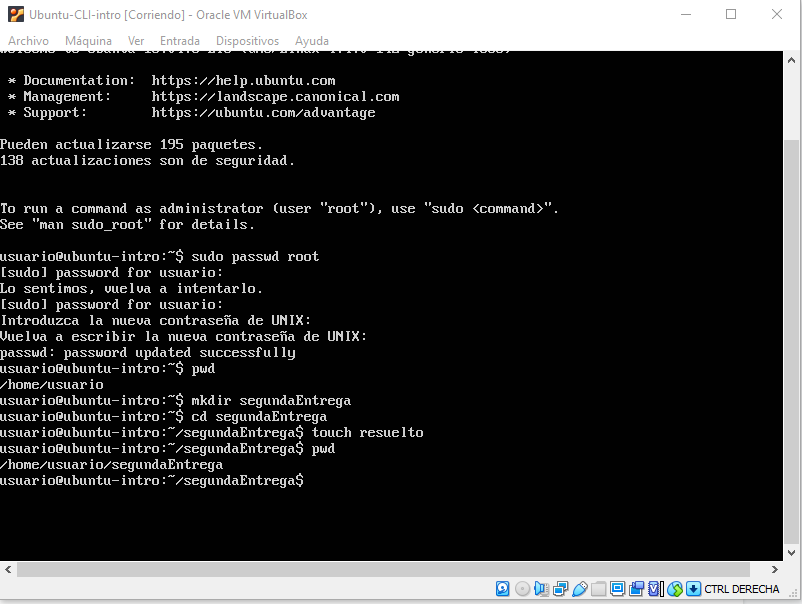 Ubuntu-CLI-intro [Corriendo] - Oracle VM VirtualBox
Archivo Máquina Ver Entrada Dispositivos Ayuda
* Documentation: https://help.ubuntu.com
* Management: https://landscape.canonical.com
* Support: https://ubuntu.com/advantage
Pueden actualizarse 195 paquetes.
138 actualizaciones son de seguridad.
To run a command as administrator (user "root"), use "sudo <command>".
See "man sudo_root" for details.
usuario@ubuntu-intro:~$ sudo passwd root
[sudo] password for usuario:
Lo sentimos, vuelva a intentarlo.
[sudo] password for usuario:
Introduzca la nueva contraseña de UNIX:
Vuelva a escribir la nueva contraseña de UNIX:
passwd: password updated successfully
usuario@ubuntu-intro:~$ pwd
/home/usuario
usuario@ubuntu-intro:~$ mkdir segundaEntrega
usuario@ubuntu-intro:~$ cd segundaEntrega
usuario@ubuntu-intro:~/segundaEntrega$ touch resuelto
usuario@ubuntu-intro:~/segundaEntrega$ pwd
/home/usuario/segundaEntrega
usuario@ubuntu-intro:~/segundaEntrega$
CTRL DERECHA